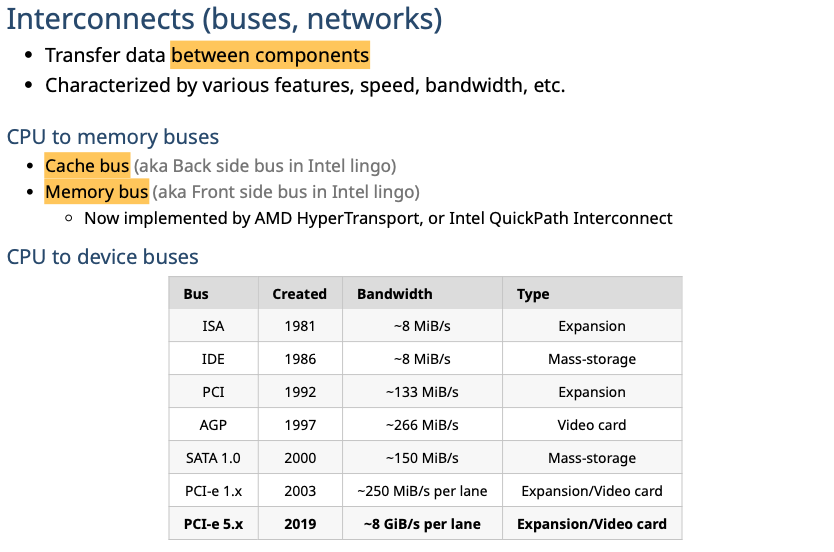 Interconnects (buses, networks)
• Transfer data between components
• Characterized by various features, speed, bandwidth, etc.
CPU to memory buses
• Cache bus (aka Back side bus in Intel lingo)
• Memory bus (aka Front side bus in Intel lingo)
◦ Now implemented by AMD HyperTransport, or Intel QuickPath Interconnect
CPU to device buses
Bus Created Bandwidth Type
ISA 1981 ~8 MiB/s Expansion
IDE 1986 ~8 MiB/s Mass-storage
PCI 1992 ~133 MiB/s Expansion
AGP 1997 ~266 MiB/s Video card
SATA 1.0 2000 ~150 MiB/s Mass-storage
PCI-e 1.x 2003 ~250 MiB/s per lane Expansion/Video card
PCI-e 5.x 2019 ~8 GiB/s per lane Expansion/Video card